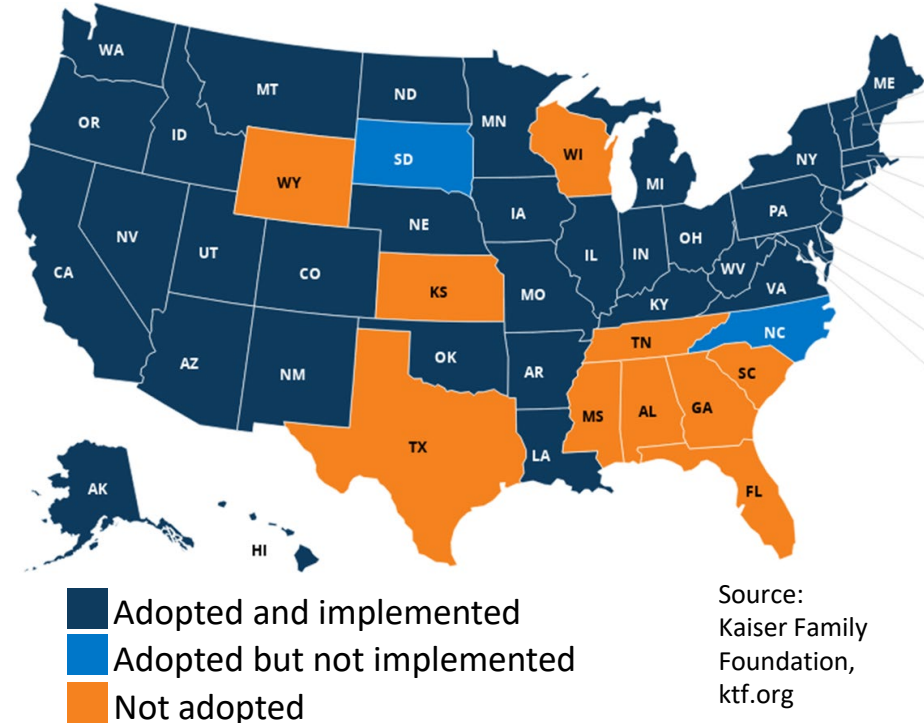 WA
MT
ND
MN
ME
OR
ID
SD
WI
NY
WY
MI
IA
PA
NE
NV
UT
IL
IN
OH
CO
WV
CA
KS
MO
VA
KY
NC
TN
OK
AZ
NM
AR
SC
MS
AL
GA
TX
LA
AK
FL
HI
Adopted and implemented
Adopted but not implemented
Not adopted
Source:
Kaiser Family
Foundation,
ktf.org